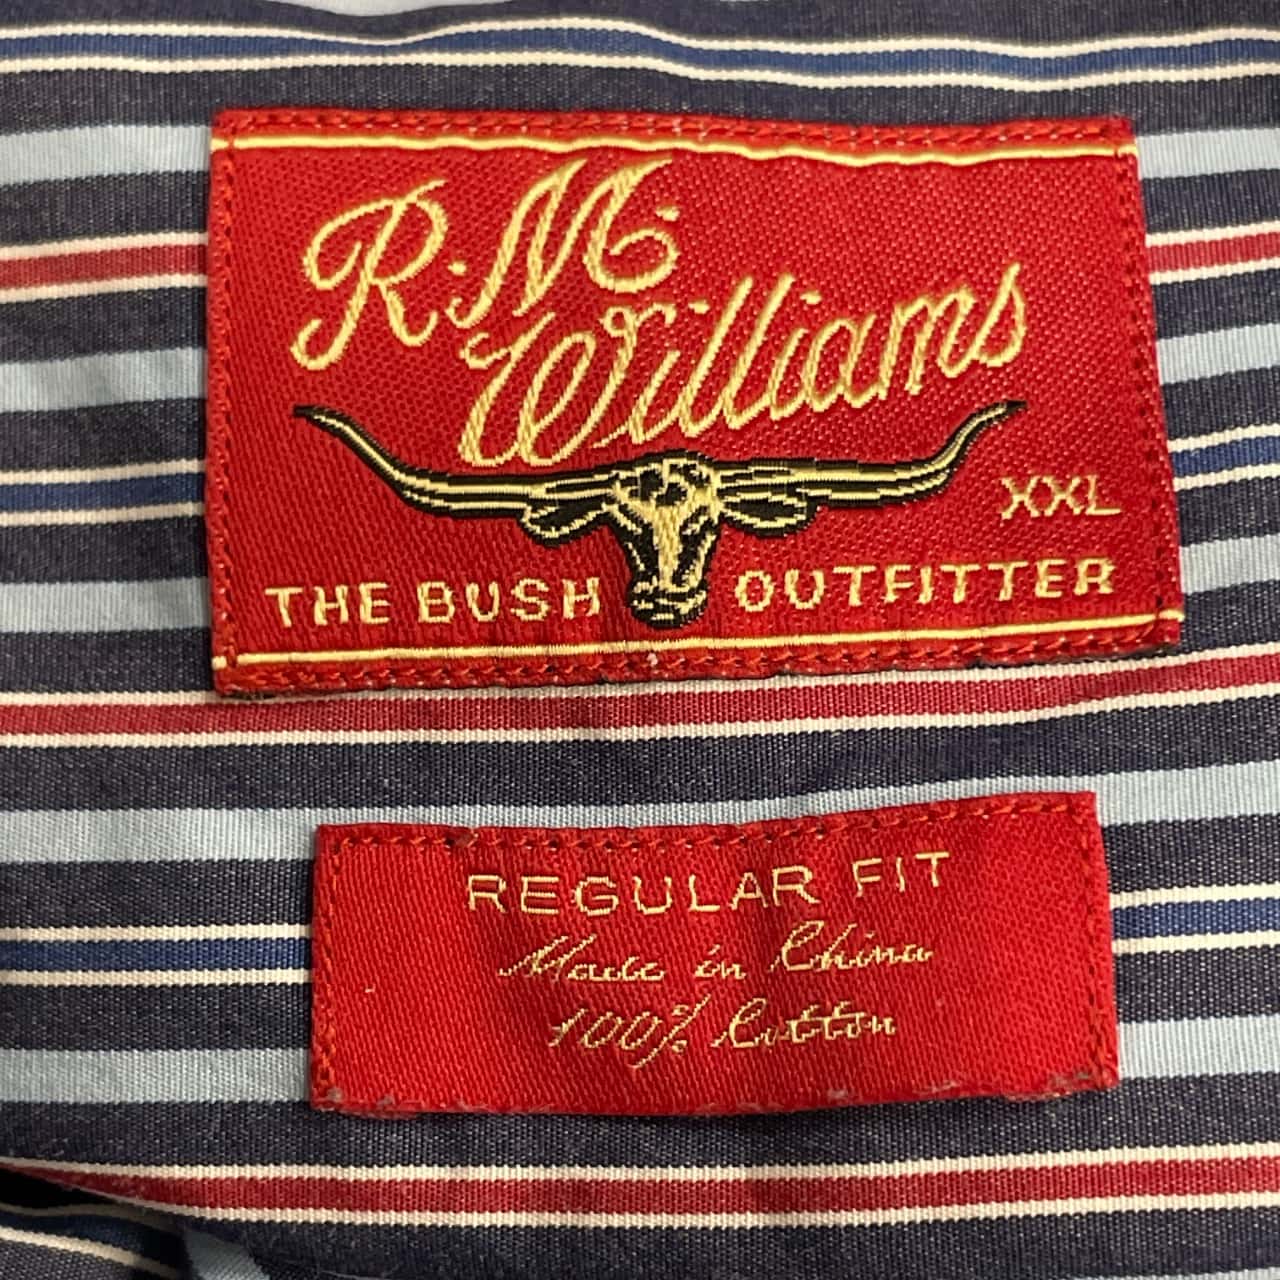 R.M.
Williams
XXL
THE BUSH OUTFITTER
REGULAR FIT
Made in China
100% Cotton